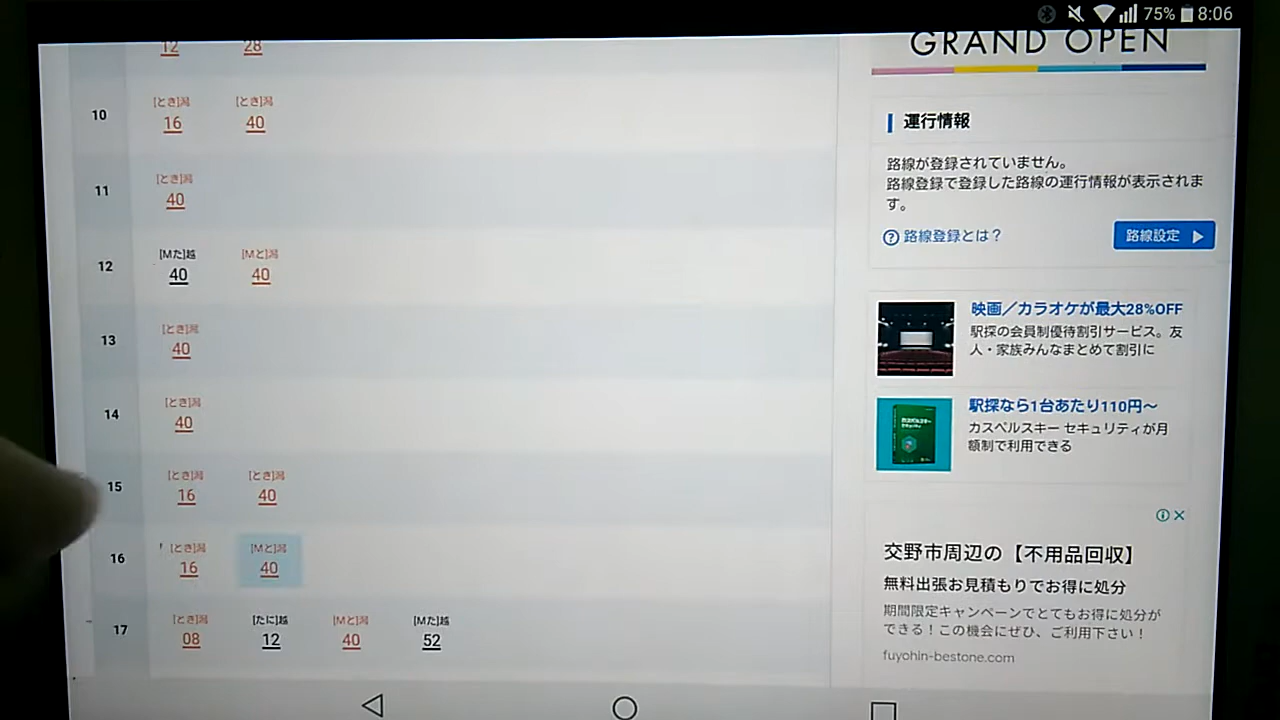 75% 8:06
12 28
10 [とき]潟 [とき]潟
16 40
11 [とき]潟
40
12 [Mた]越 [Mと]潟
40 40
13 [とき]潟
40
14 [とき]潟
40
15 [とき]潟 [とき]潟
16 40
16 [とき]潟 [Mと]潟
16 40
17 [とき]潟 [たに]越 [Mと]潟 [Mた]越
08 12 40 52
GRAND OPEN
運行情報
路線が登録されていません。
路線登録で登録した路線の運行情報が表示されま
す。
? 路線登録とは?
路線設定
映画/カラオケが最大28%OFF
駅探の会員制優待割引サービス。友
人・家族みんなまとめて割引に
駅探なら1台あたり110円~
カスペルスキー セキュリティが月
額制で利用できる
交野市周辺の【不用品回収】
無料出張お見積もりでお得に処分
期間限定キャンペーンでとてもお得に処分が
できる!この機会にぜひ、ご利用下さい!
fuyohin-bestone.com